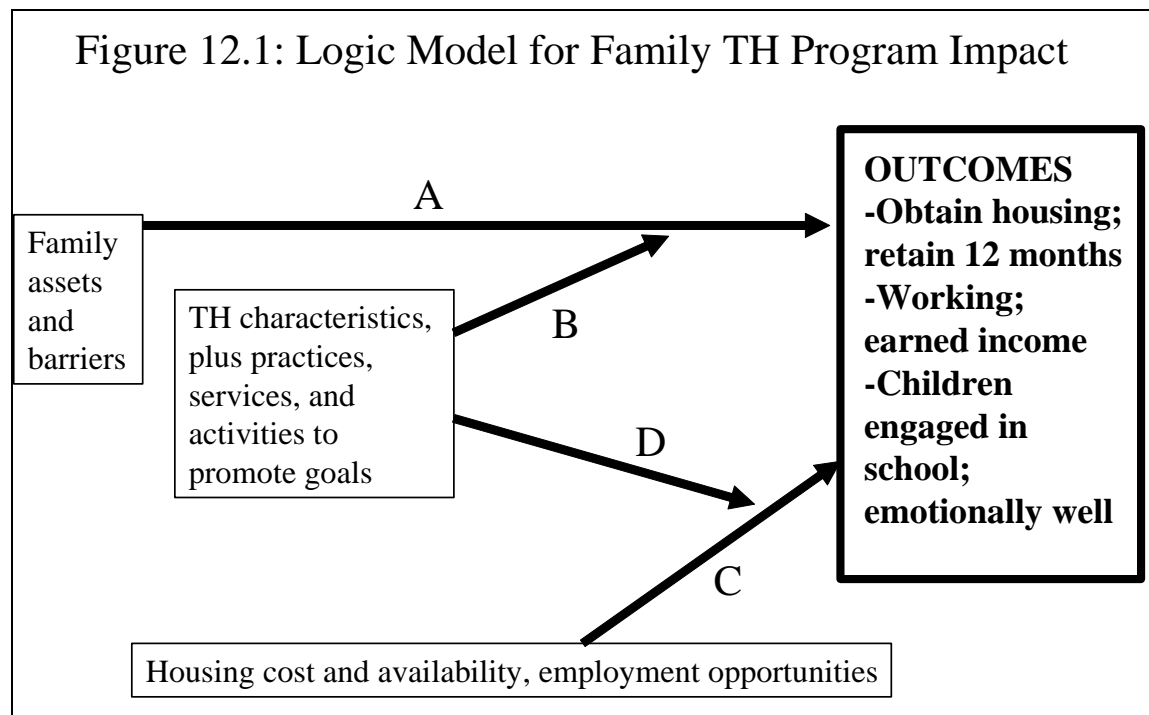 Figure 12.1: Logic Model for Family TH Program Impact
A
Family
assets
and
barriers
TH characteristics,
plus practices,
services, and
activities to
promote goals
B
D
C
OUTCOMES
-Obtain housing;
retain 12 months
-Working;
earned income
-Children
engaged in
school;
emotionally well
Housing cost and availability, employment opportunities